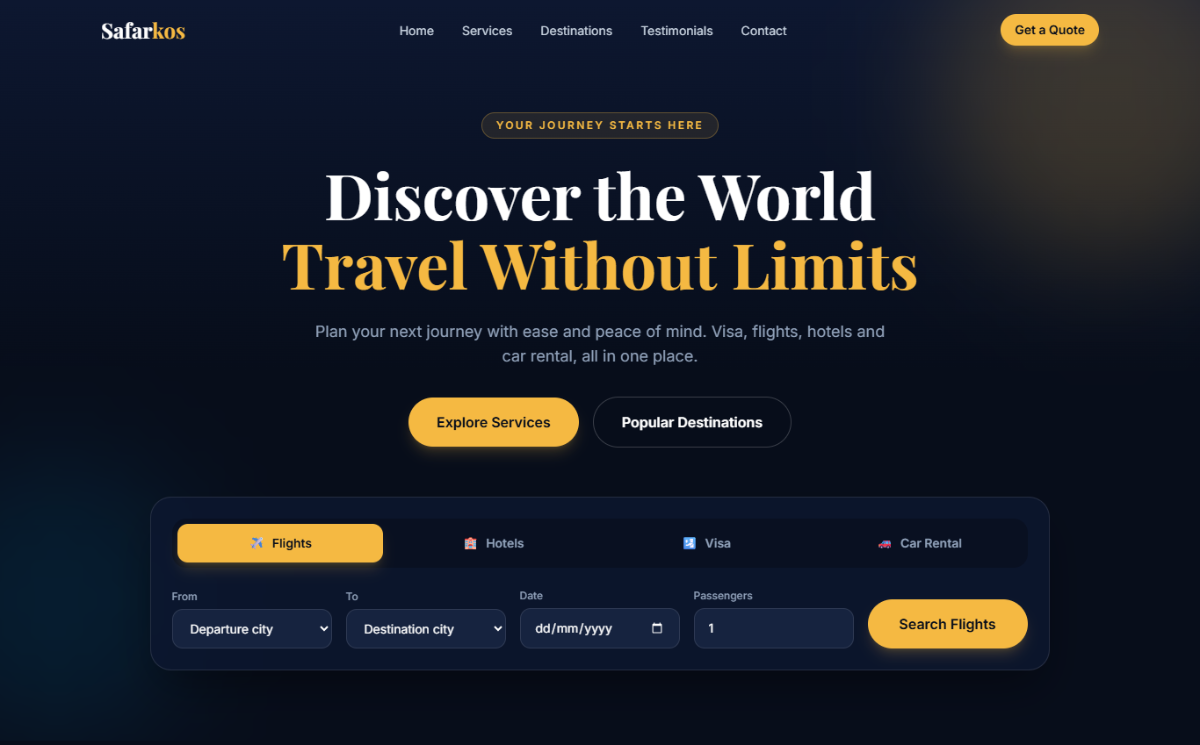 Safarkos
Home
Services
Destinations
Testimonials
Contact
Get a Quote
YOUR JOURNEY STARTS HERE
Discover the World
Travel Without Limits
Plan your next journey with ease and peace of mind. Visa, flights, hotels and
car rental, all in one place.
Explore Services
Popular Destinations
Flights
Hotels
Visa
Car Rental
From
To
Date
Passengers
Departure city
Destination city
dd/mm/yyyy
1
Search Flights